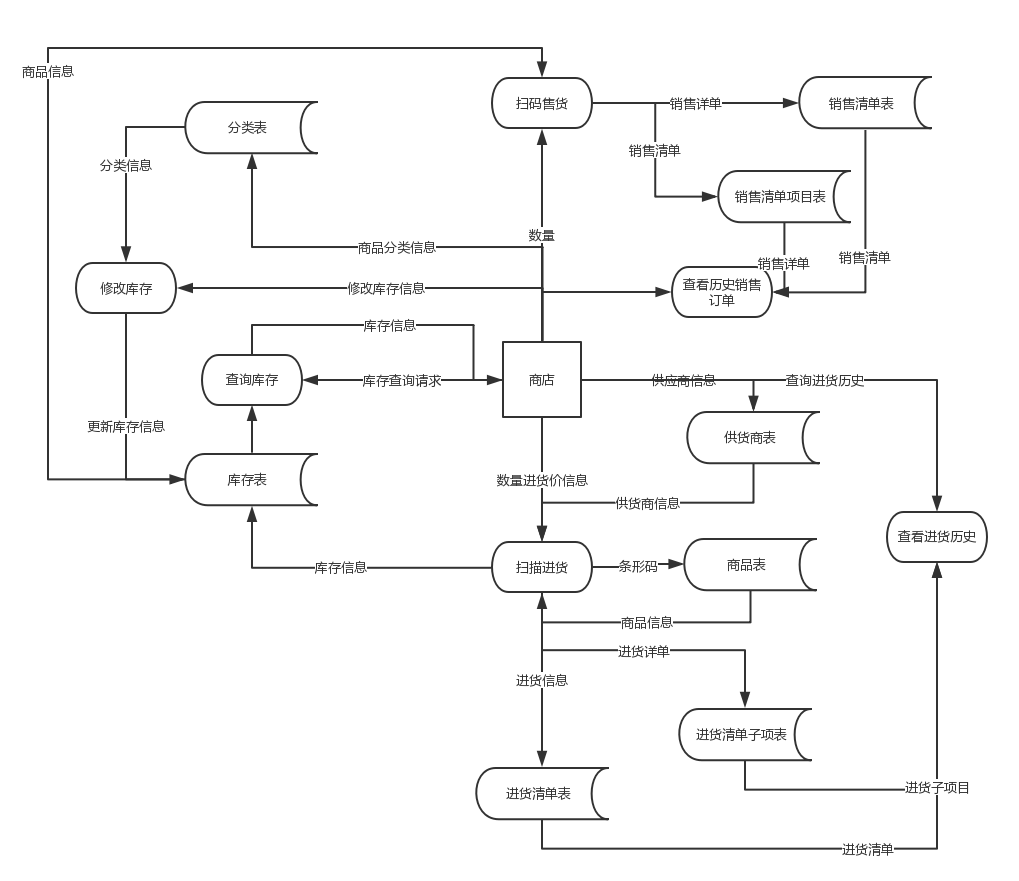 商品信息
扫码售货
销售详单
销售清单表
分类表
分类信息
销售清单
销售清单项目表
数量
商品分类信息
销售详单
销售清单
修改库存
修改库存信息
查看历史销售
订单
库存信息
查询库存
库存查询请求
商店
供应商信息
查询进货历史
更新库存信息
供货商表
库存表
数量进货价信息
供货商信息
查看进货历史
库存信息
扫描进货
条形码
商品表
商品信息
进货详单
进货信息
进货清单子项表
进货子项目
进货清单表
进货清单